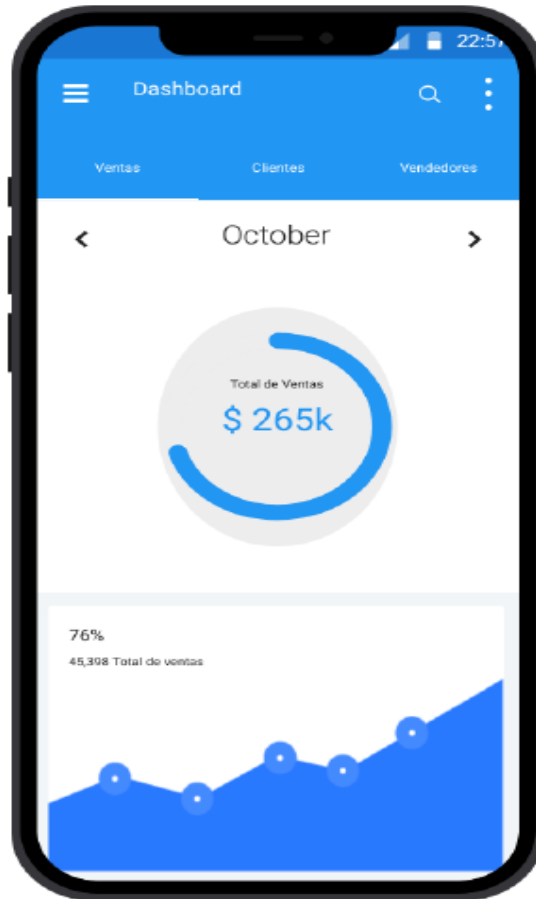 22:57
Dashboard
Ventas Clientes Vendedores
October
Total de Ventas
$ 265k
76%
45,398 Total de ventas